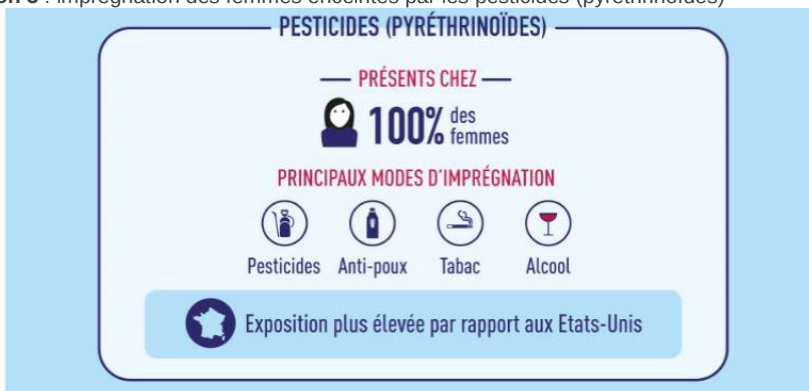 : Imprégnation des femmes enceintes par les pesticides (pyréthrinoïdes)
PESTICIDES (PYRÉTHRINOÏDES)
PRÉSENTS CHEZ
100% des
femmes
PRINCIPAUX MODES D'IMPRÉGNATION
Pesticides Anti-poux Tabac Alcool
Exposition plus élevée par rapport aux Etats-Unis